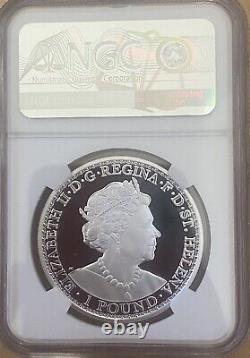 NGC
Numismatic Guaranty Corporation
ELIZABETH II·D·G·REGINA·F·D·ST. HELENA
·1 POUND·